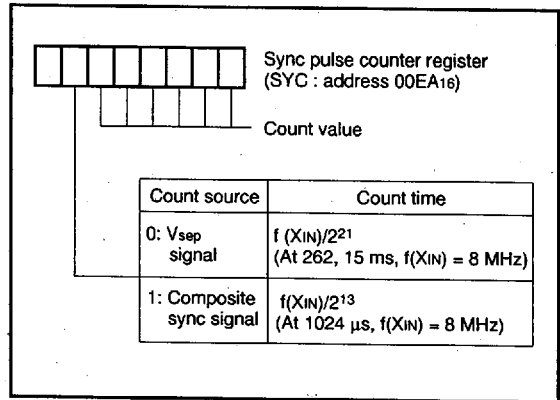 Sync pulse counter register
(SYC : address 00EA16)
Count value
Count source Count time
0: Vsep signal f (XIN)/2^21
(At 262, 15 ms, f(XIN) = 8 MHz)
1: Composite sync signal f(XIN)/2^13
(At 1024 μs, f(XIN) = 8 MHz)